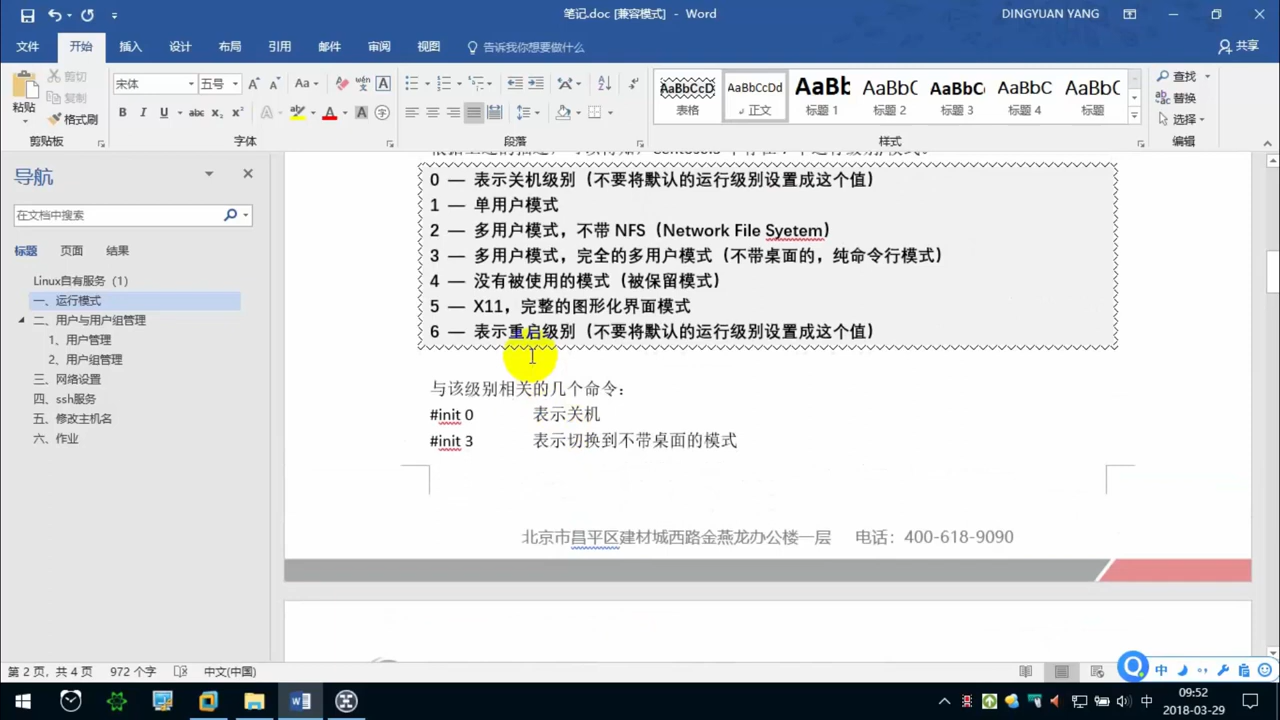 笔记.doc [兼容模式] - Word
DINGYUAN YANG
文件 开始 插入 设计 布局 引用 邮件 审阅 视图 告诉我你想要做什么 共享
粘贴 剪切 复制 格式刷
宋体 五号
AaBbCcD AaBbCcDd AaBb AaBbC AaBbC AaBbC AaBbC
表格 正文 标题 1 标题 2 标题 3 标题 4 标题
查找 替换 选择
剪贴板 字体 段落 样式 编辑
导航
在文档中搜索
标题 页面 结果
Linux自有服务（1）
一、运行模式
二、用户与用户组管理
1、用户管理
2、用户组管理
三、网络设置
四、ssh服务
五、修改主机名
六、作业
0 — 表示关机级别（不要将默认的运行级别设置成这个值）
1 — 单用户模式
2 — 多用户模式，不带 NFS（Network File Syetem）
3 — 多用户模式，完全的多用户模式（不带桌面的，纯命令行模式）
4 — 没有被使用的模式（被保留模式）
5 — X11，完整的图形化界面模式
6 — 表示重启级别（不要将默认的运行级别设置成这个值）
与该级别相关的几个命令：
#init 0 表示关机
#init 3 表示切换到不带桌面的模式
北京市昌平区建材城西路金燕龙办公楼一层 电话：400-618-9090
第 2 页，共 4 页 972 个字 中文(中国)
中
中
09:52
2018-03-29